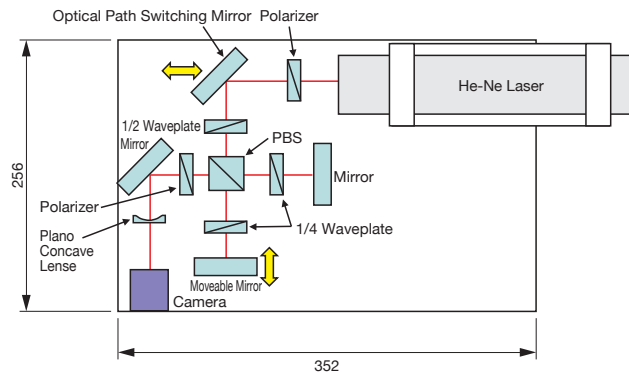 Optical Path Switching Mirror
Polarizer
He-Ne Laser
1/2 Waveplate
Mirror
PBS
Mirror
Polarizer
1/4 Waveplate
Plano
Concave
Lense
Moveable Mirror
Camera
256
352